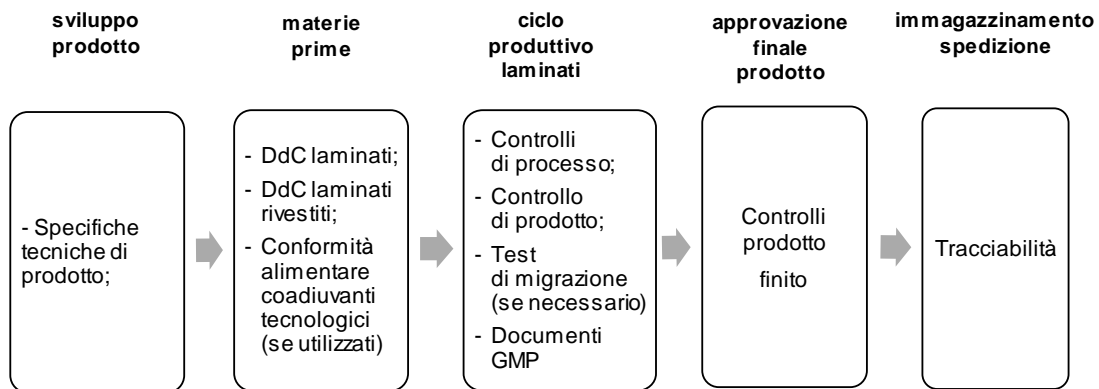 sviluppo
prodotto
materie
prime
ciclo
produttivo
laminati
approvazione
finale
prodotto
immagazzinamento
spedizione
- Specifiche
tecniche di
prodotto;
- DdC laminati;
- DdC laminati
rivestiti;
- Conformità
alimentare
coadiuvanti
tecnologici
(se utilizzati)
- Controlli
di processo;
- Controllo
di prodotto;
- Test
di migrazione
(se necessario)
- Documenti
GMP
Controlli
prodotto
finito
Tracciabilità